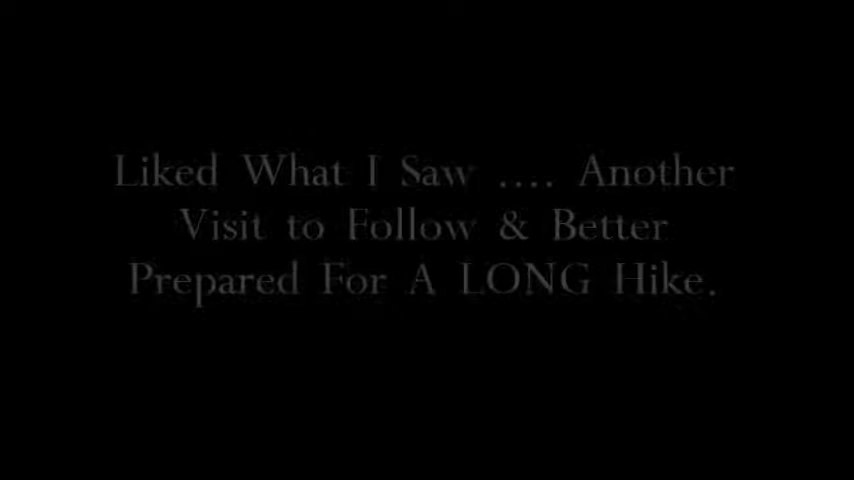 Liked What I Saw .... Another
Visit to Follow & Better
Prepared For A LONG Hike.